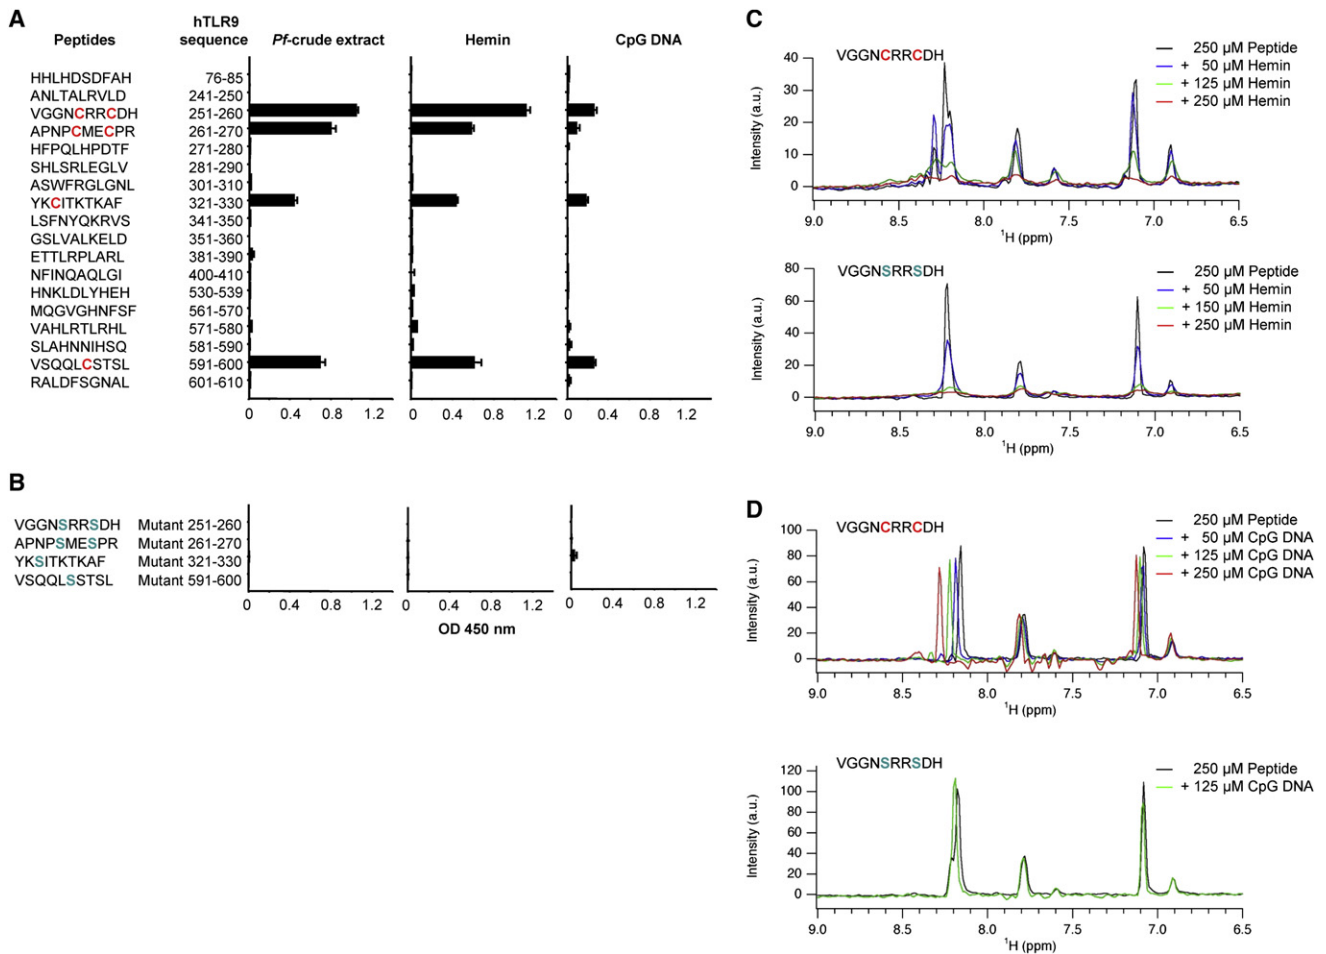 A
Peptides
hTLR9 sequence
Pf-crude extract
Hemin
CpG DNA
HHLHDSDFAH 76-85
ANLTALRVLD 241-250
VGGNCRRCDH 251-260
APNPCMECPR 261-270
HFPQLHPDTF 271-280
SHLSRLEGLV 281-290
ASWFRGLGNL 301-310
YKCITKTKAF 321-330
LSFNYQKRVS 341-350
GSLVALKELD 351-360
ETTLRPLARL 381-390
NFINQAQLGI 400-410
HNKLDLYHEH 530-539
MQGVGHNFSF 561-570
VAHLRTLRHL 571-580
SLAHNNIHSQ 581-590
VSQQLCSTSL 591-600
RALDFSGNAL 601-610
0 0.4 0.8 1.2
0 0.4 0.8 1.2
0 0.4 0.8 1.2
B
VGGNSRRSDH Mutant 251-260
APNPSMESPR Mutant 261-270
YKSITKTKAF Mutant 321-330
VSQQLSSTSL Mutant 591-600
0 0.4 0.8 1.2
0 0.4 0.8 1.2
0 0.4 0.8 1.2
OD 450 nm
C
VGGNCRRCDH
250 µM Peptide
+ 50 µM Hemin
+ 125 µM Hemin
+ 250 µM Hemin
Intensity (a.u.)
40
30
20
10
0
9.0 8.5 8.0 7.5 7.0 6.5
1H (ppm)
VGGNSRRSDH
250 µM Peptide
+ 50 µM Hemin
+ 150 µM Hemin
+ 250 µM Hemin
Intensity (a.u.)
80
60
40
20
0
9.0 8.5 8.0 7.5 7.0 6.5
1H (ppm)
D
VGGNCRRCDH
250 µM Peptide
+ 50 µM CpG DNA
+ 125 µM CpG DNA
+ 250 µM CpG DNA
Intensity (a.u.)
100
80
60
40
20
0
9.0 8.5 8.0 7.5 7.0 6.5
1H (ppm)
VGGNSRRSDH
250 µM Peptide
+ 125 µM CpG DNA
Intensity (a.u.)
120
100
80
60
40
20
0
9.0 8.5 8.0 7.5 7.0 6.5
1H (ppm)